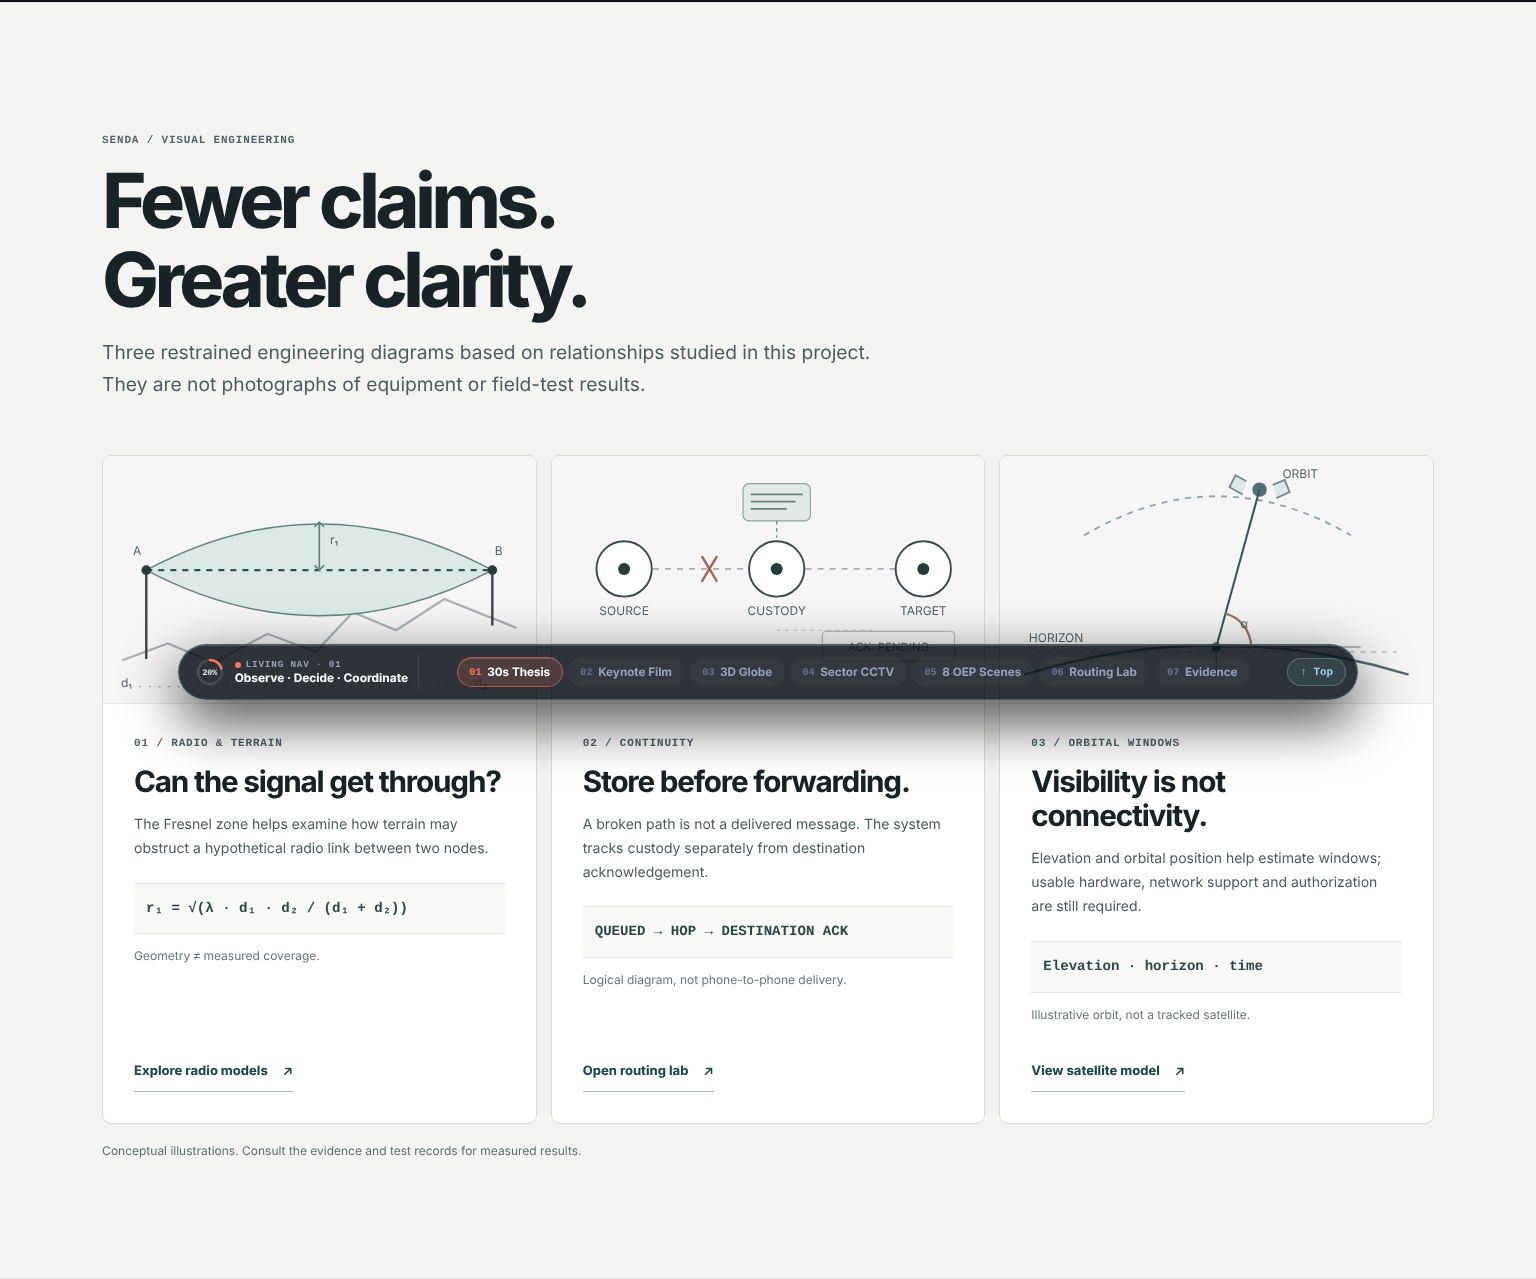 SENDA / VISUAL ENGINEERING
Fewer claims.
Greater clarity.
Three restrained engineering diagrams based on relationships studied in this project.
They are not photographs of equipment or field-test results.
A
B
r₁
d₁
d₂
SOURCE
CUSTODY
TARGET
ACK: PENDING
ORBIT
α
HORIZON
20%
LIVING NAV · 01
Observe · Decide · Coordinate
01 30s Thesis
02 Keynote Film
03 3D Globe
04 Sector CCTV
05 8 OEP Scenes
06 Routing Lab
07 Evidence
↑ Top
01 / RADIO & TERRAIN
Can the signal get through?
The Fresnel zone helps examine how terrain may
obstruct a hypothetical radio link between two nodes.
r₁ = √(λ · d₁ · d₂ / (d₁ + d₂))
Geometry ≠ measured coverage.
Explore radio models ↗
02 / CONTINUITY
Store before forwarding.
A broken path is not a delivered message. The system
tracks custody separately from destination
acknowledgement.
QUEUED → HOP → DESTINATION ACK
Logical diagram, not phone-to-phone delivery.
Open routing lab ↗
03 / ORBITAL WINDOWS
Visibility is not
connectivity.
Elevation and orbital position help estimate windows;
usable hardware, network support and authorization
are still required.
Elevation · horizon · time
Illustrative orbit, not a tracked satellite.
View satellite model ↗
Conceptual illustrations. Consult the evidence and test records for measured results.